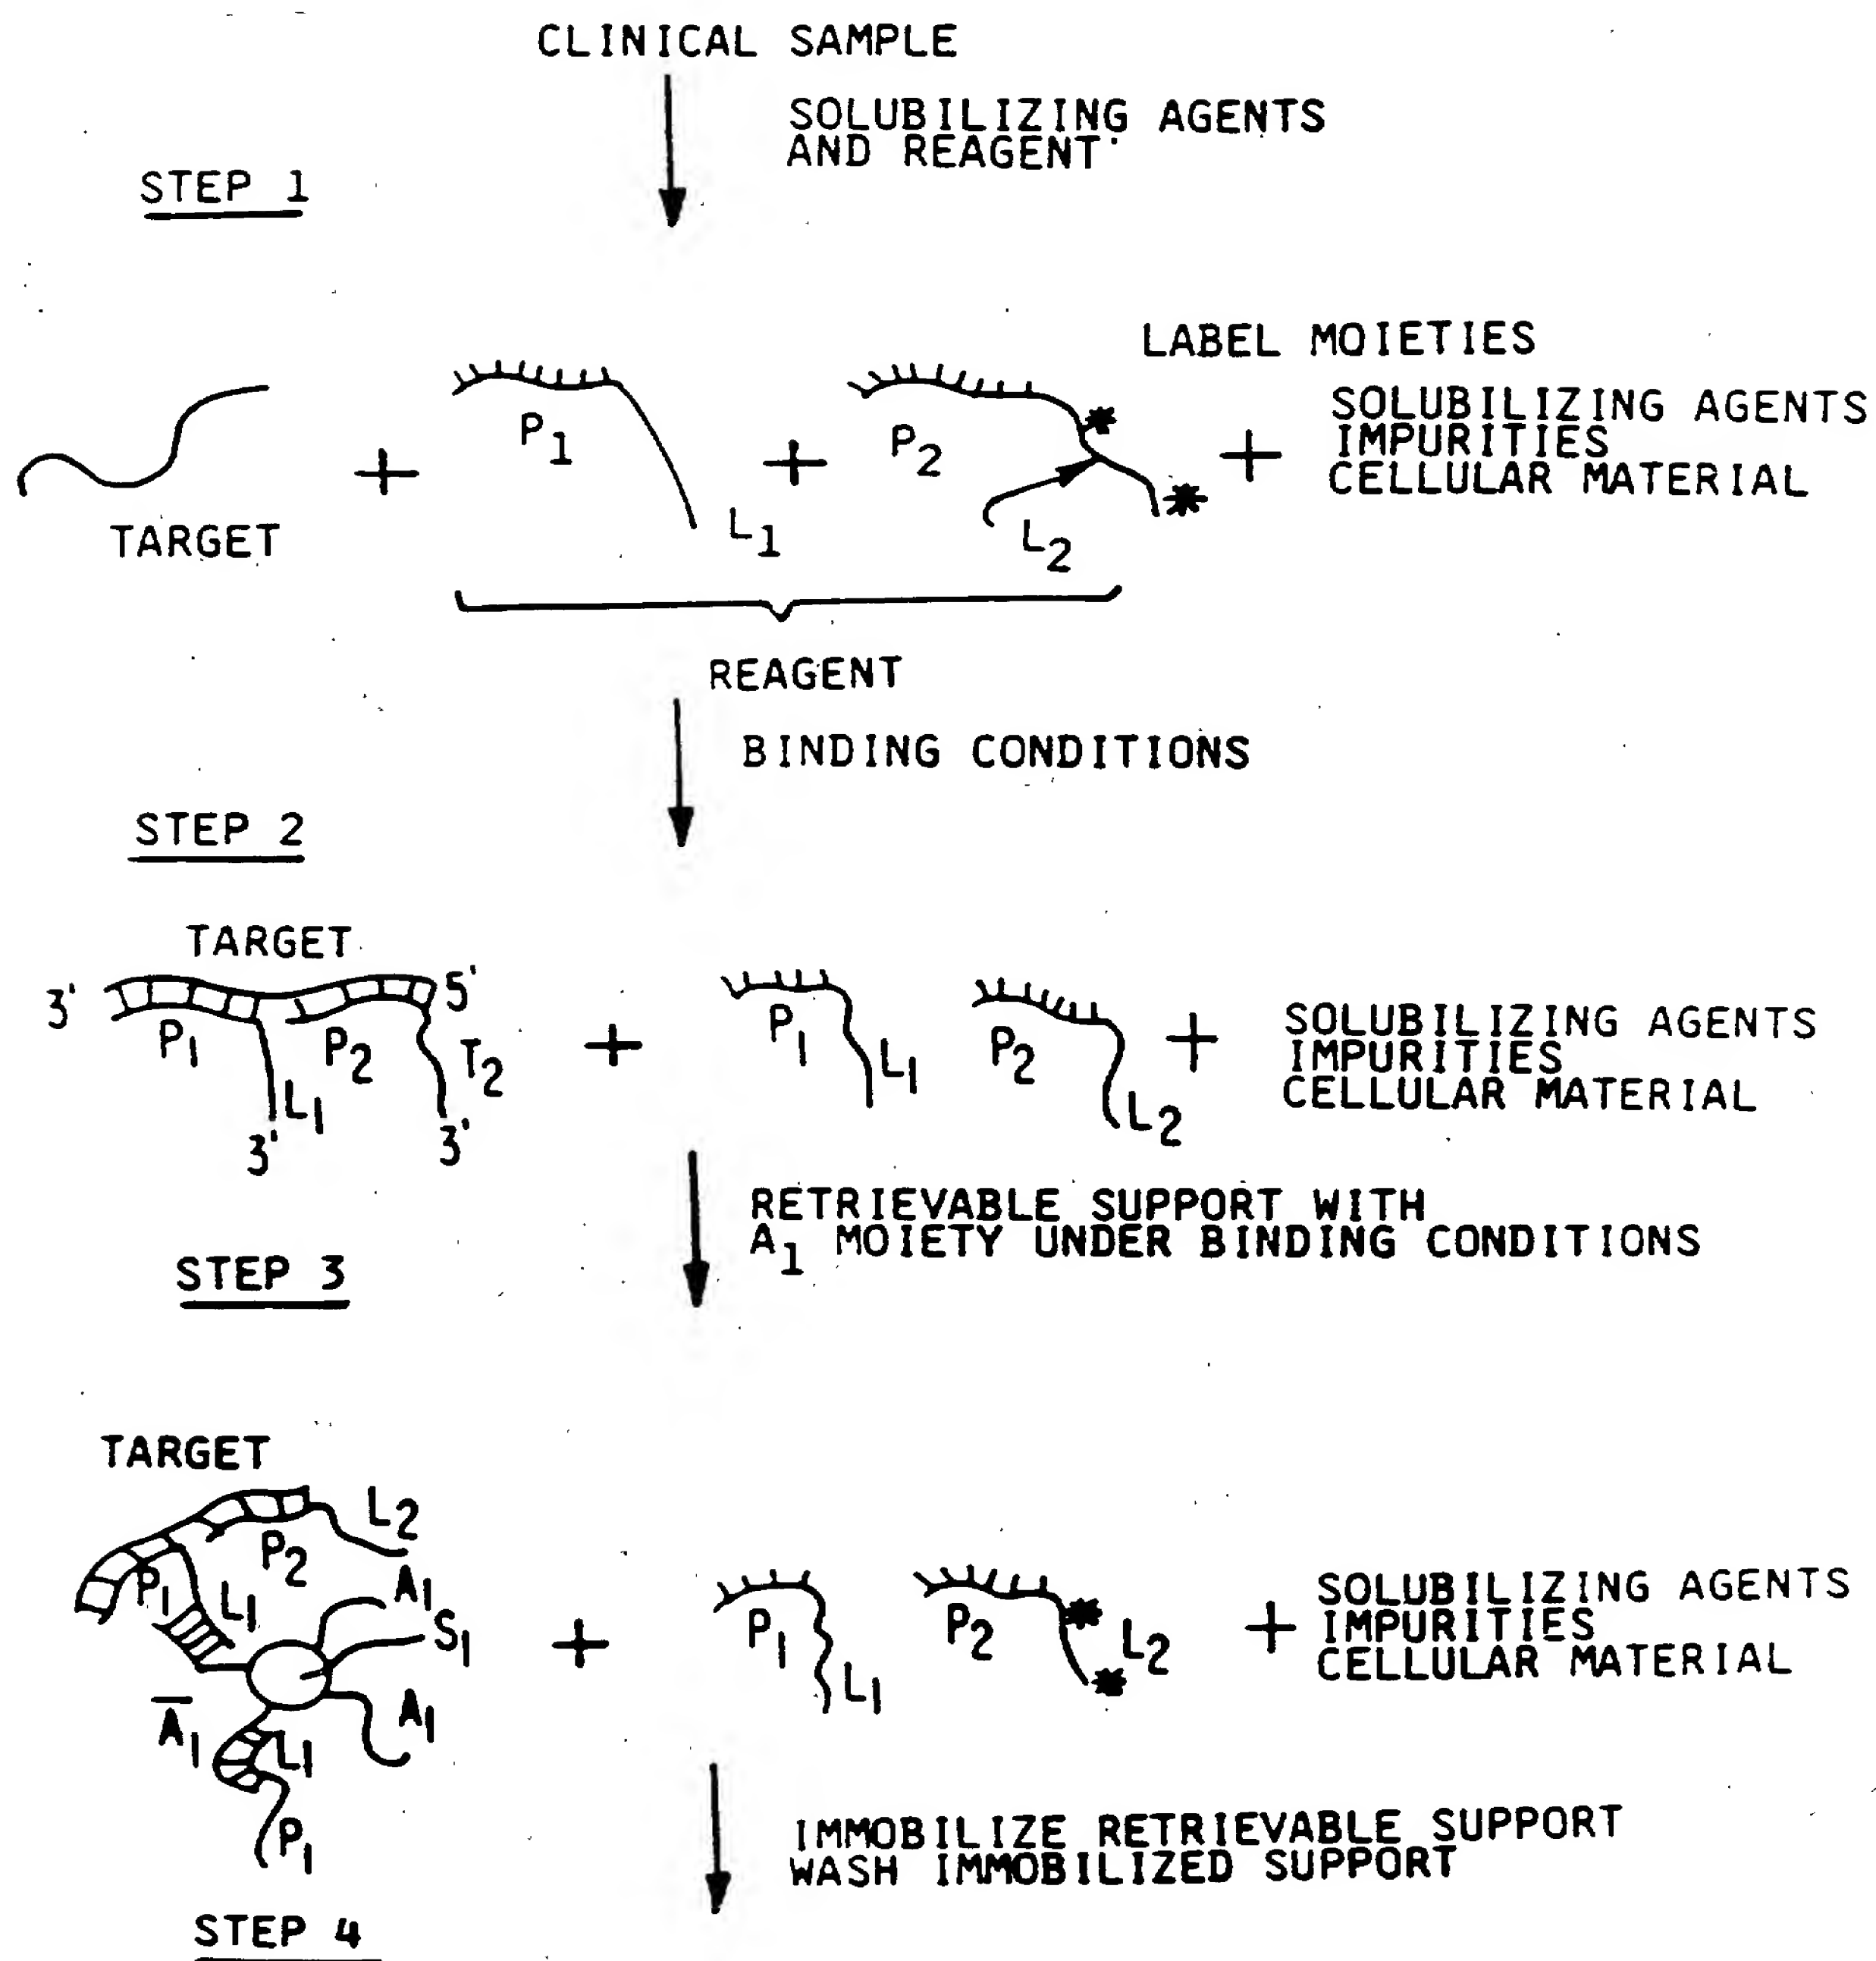 CLINICAL SAMPLE
SOLUBILIZING AGENTS
AND REAGENT
STEP 1
LABEL MOIETIES
TARGET
+
P1
L1
+
P2
L2
*
*
+
SOLUBILIZING AGENTS
IMPURITIES
CELLULAR MATERIAL
REAGENT
BINDING CONDITIONS
STEP 2
TARGET
3'
5'
P1
P2
T2
L1
3'
3'
+
P1
L1
P2
L2
+
SOLUBILIZING AGENTS
IMPURITIES
CELLULAR MATERIAL
RETRIEVABLE SUPPORT WITH
A1 MOIETY UNDER BINDING CONDITIONS
STEP 3
TARGET
L2
P2
P1
L1
A1
S1
A̅1
L1
A1
P1
+
P1
L1
P2
*
L2
*
+
SOLUBILIZING AGENTS
IMPURITIES
CELLULAR MATERIAL
IMMOBILIZE RETRIEVABLE SUPPORT
WASH IMMOBILIZED SUPPORT
STEP 4